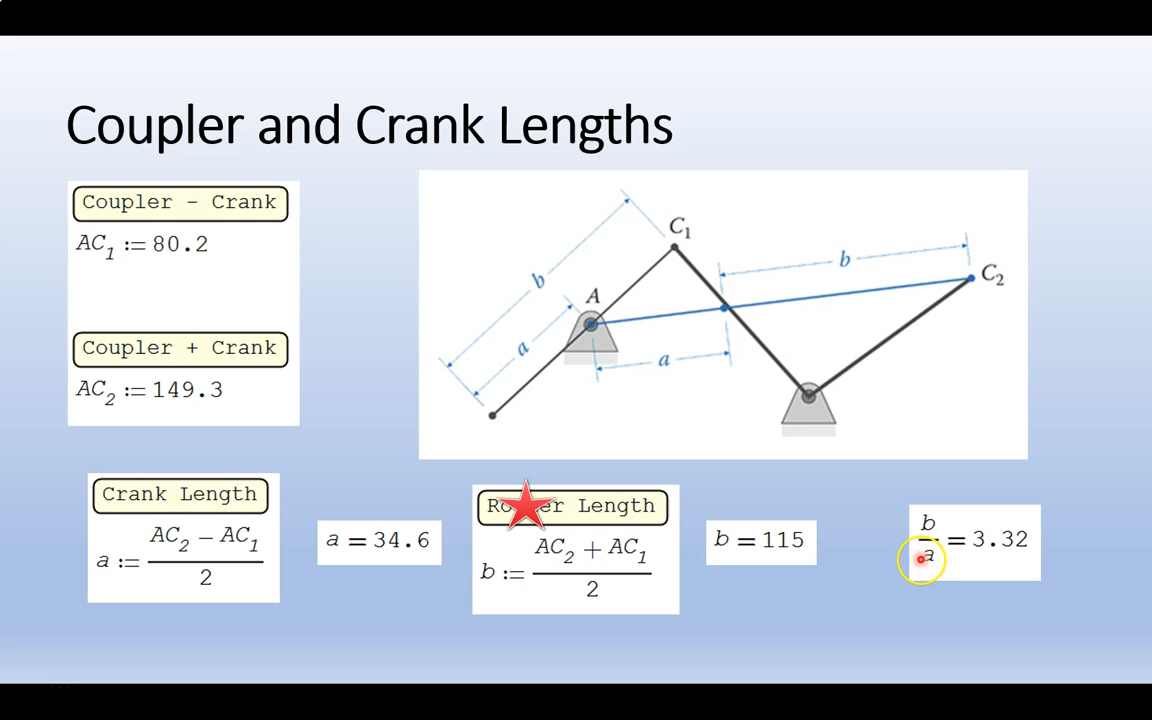 Coupler and Crank Lengths
Coupler - Crank
AC₁ := 80.2
Coupler + Crank
AC₂ := 149.3
b
a
A
C₁
a
b
C₂
Crank Length
a := (AC₂ - AC₁) / 2
a = 34.6
Length
b := (AC₂ + AC₁) / 2
b = 115
b/a = 3.32